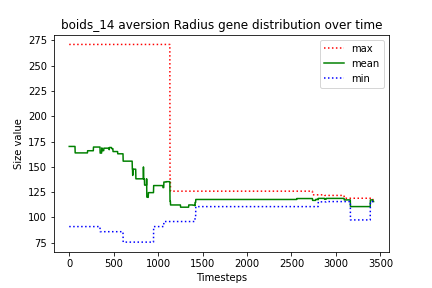 boids_14 aversion Radius gene distribution over time
Size value
275
250
225
200
175
150
125
100
75
max
mean
min
0
500
1000
1500
2000
2500
3000
3500
Timesteps